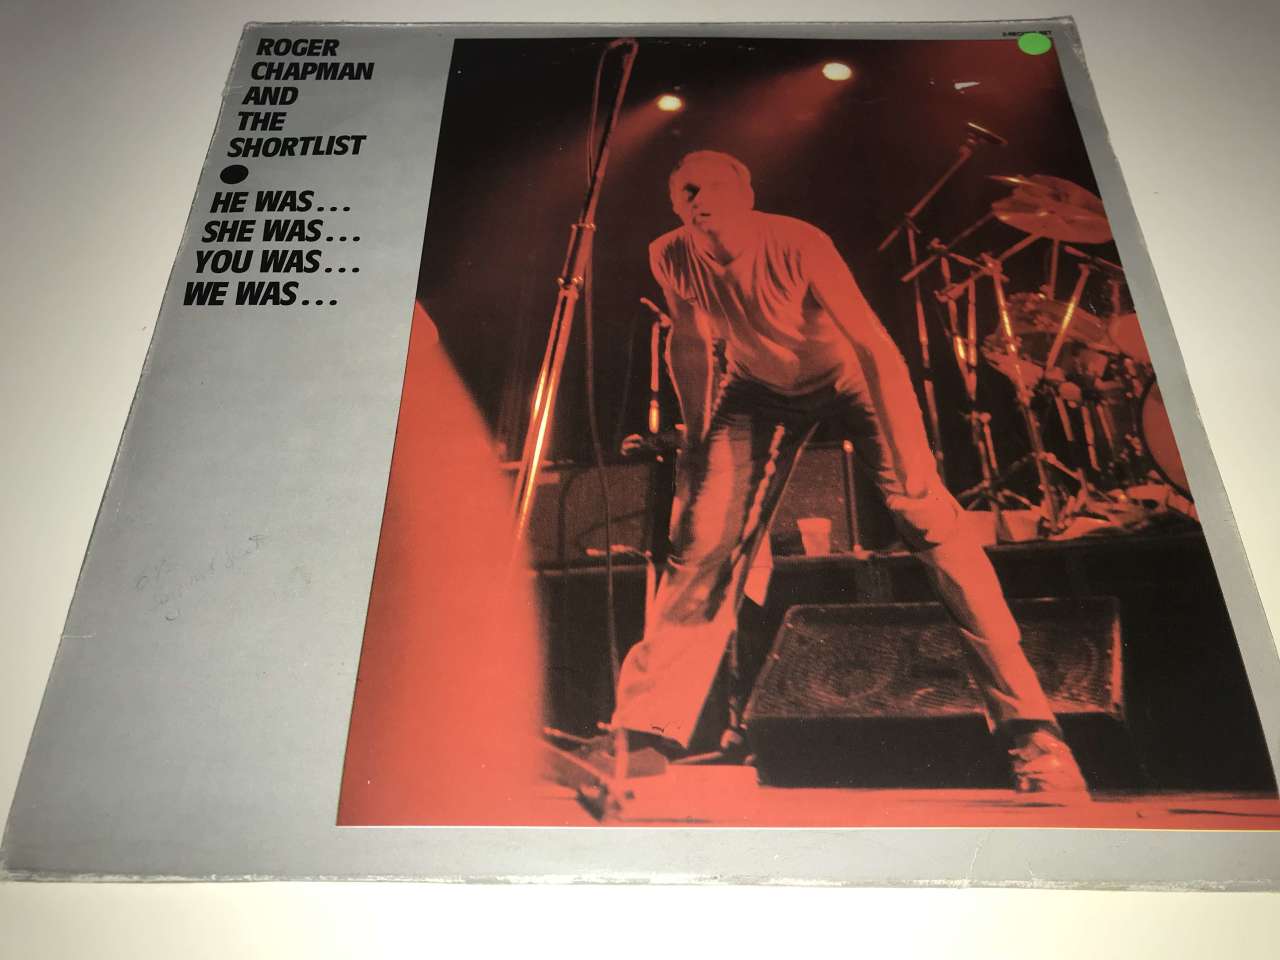 ROGER
CHAPMAN
AND
THE
SHORTLIST
HE WAS...
SHE WAS...
YOU WAS...
WE WAS...